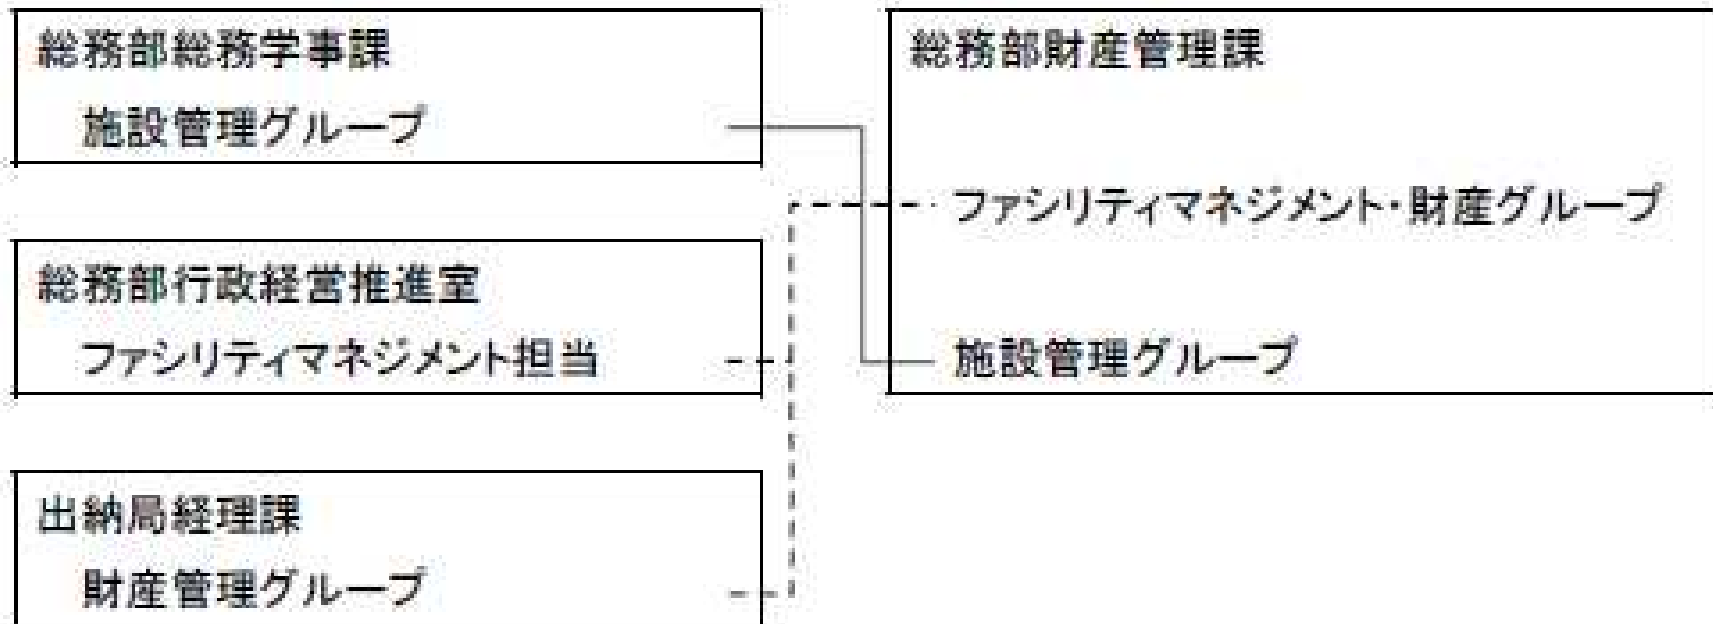 総務部総務学事課
施設管理グループ
総務部行政経営推進室
ファシリティマネジメント担当
出納局経理課
財産管理グループ
総務部財産管理課
ファシリティマネジメント・財産グループ
施設管理グループ